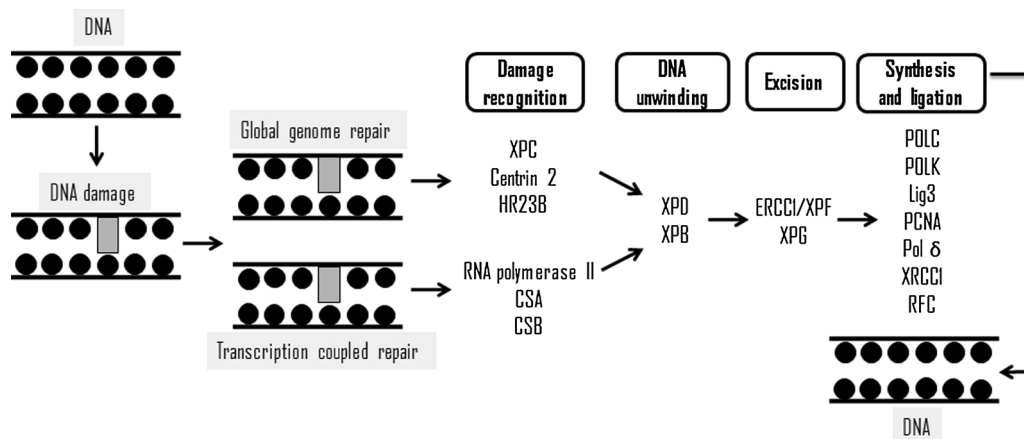 DNA
DNA damage
Global genome repair
Transcription coupled repair
Damage
recognition
XPC
Centrin 2
HR23B
RNA polymerase II
CSA
CSB
DNA
unwinding
XPD
XPB
Excision
ERCC1/XPF
XPG
Synthesis
and ligation
POLC
POLK
Lig3
PCNA
Pol δ
XRCC1
RFC
DNA